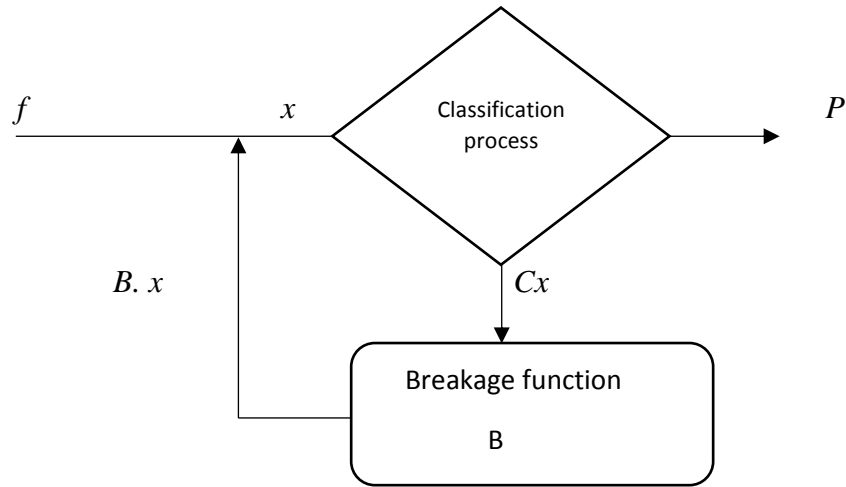 f
x
Classification
process
P
B. x
Cx
Breakage function
B